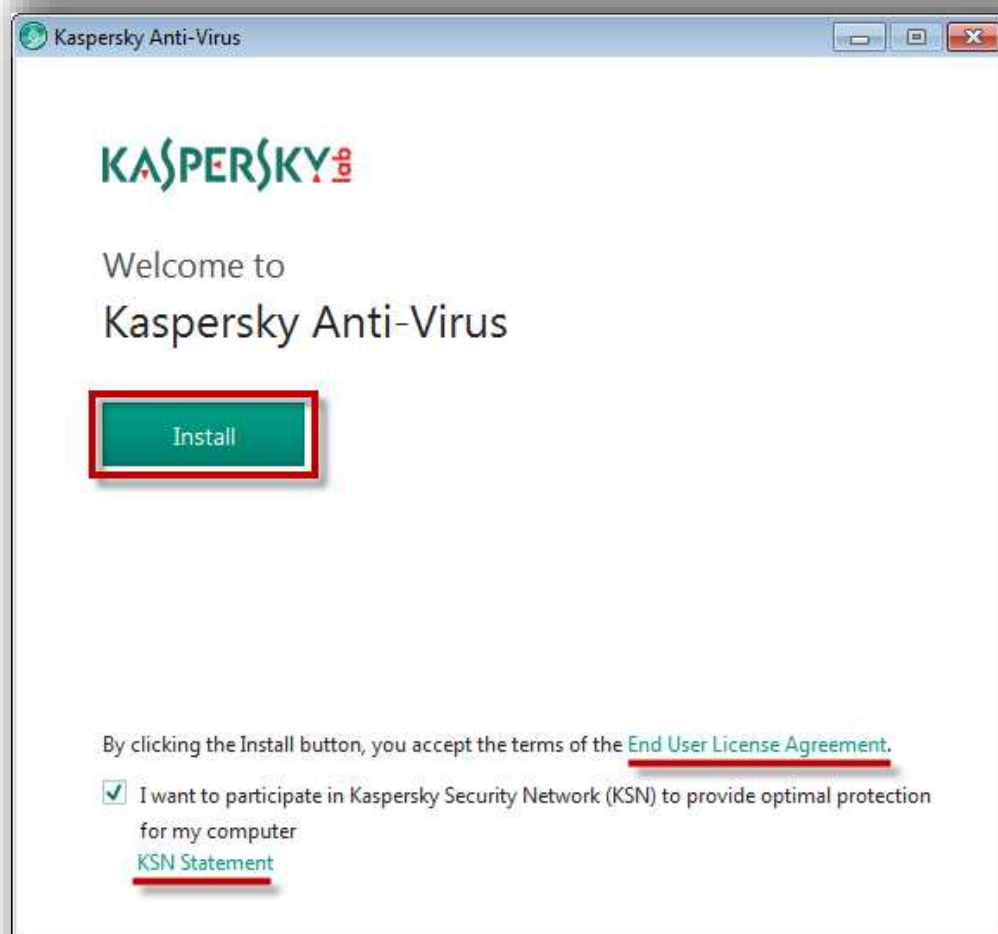 Kaspersky Anti-Virus
KASPERSKY lab
Welcome to
Kaspersky Anti-Virus
Install
By clicking the Install button, you accept the terms of the End User License Agreement.
I want to participate in Kaspersky Security Network (KSN) to provide optimal protection
for my computer
KSN Statement